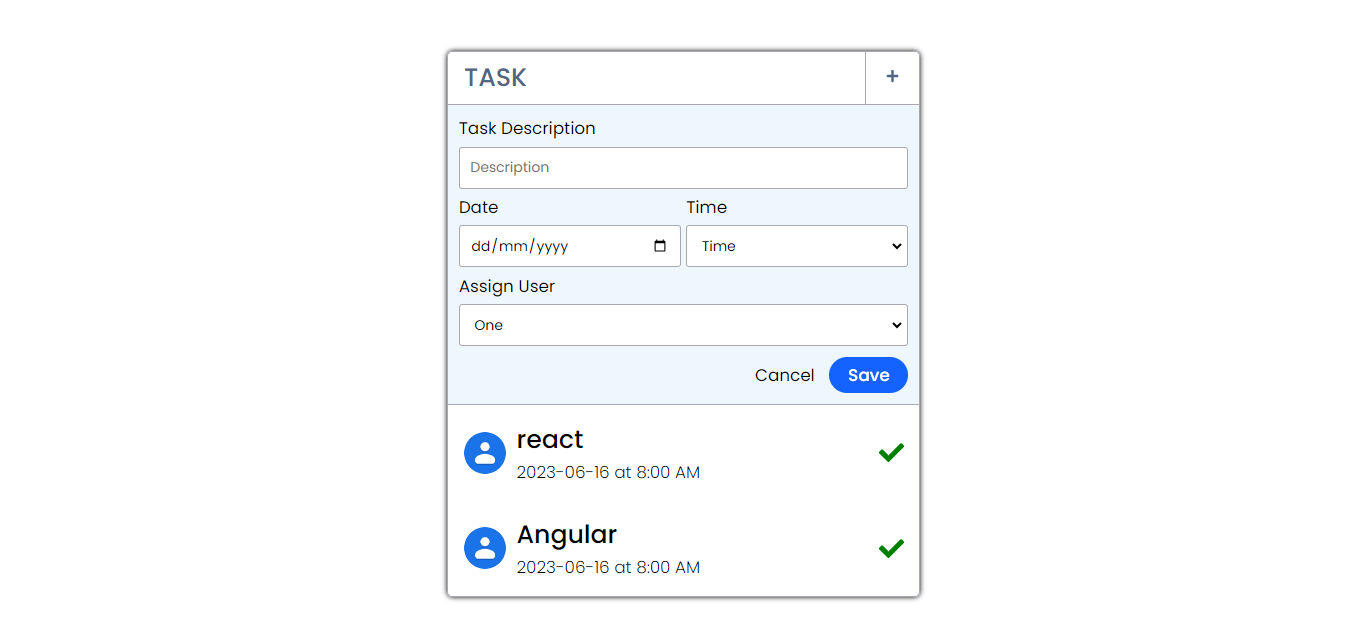 TASK +
Task Description
Description
Date Time
dd/mm/yyyy Time
Assign User
One
Cancel Save
react
2023-06-16 at 8:00 AM
Angular
2023-06-16 at 8:00 AM